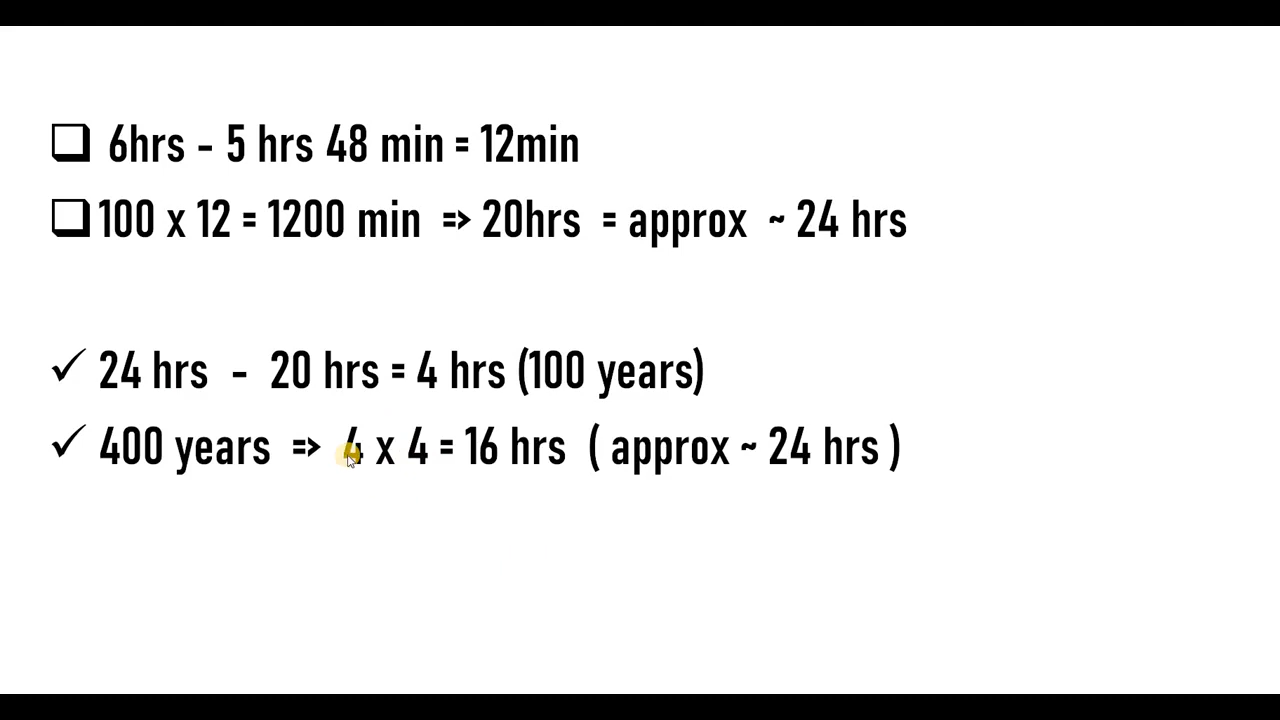 6hrs - 5 hrs 48 min = 12min
100 x 12 = 1200 min => 20hrs = approx ~ 24 hrs
24 hrs - 20 hrs = 4 hrs (100 years)
400 years => 4 x 4 = 16 hrs ( approx ~ 24 hrs )